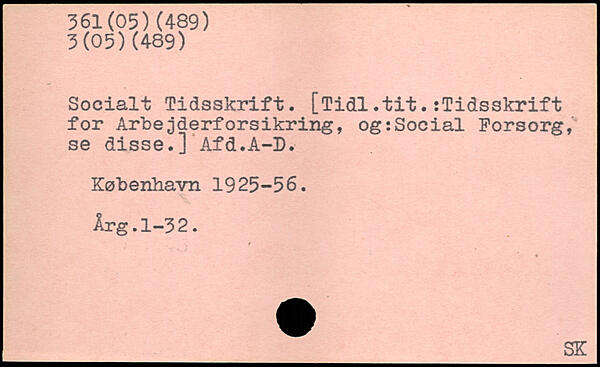 361(05)(489)
3(05)(489)
Socialt Tidsskrift. [Tidl.tit.:Tidsskrift
for Arbejderforsikring, og:Social Forsorg,
se disse.] Afd.A-D.
København 1925-56.
Årg.1-32.
SK